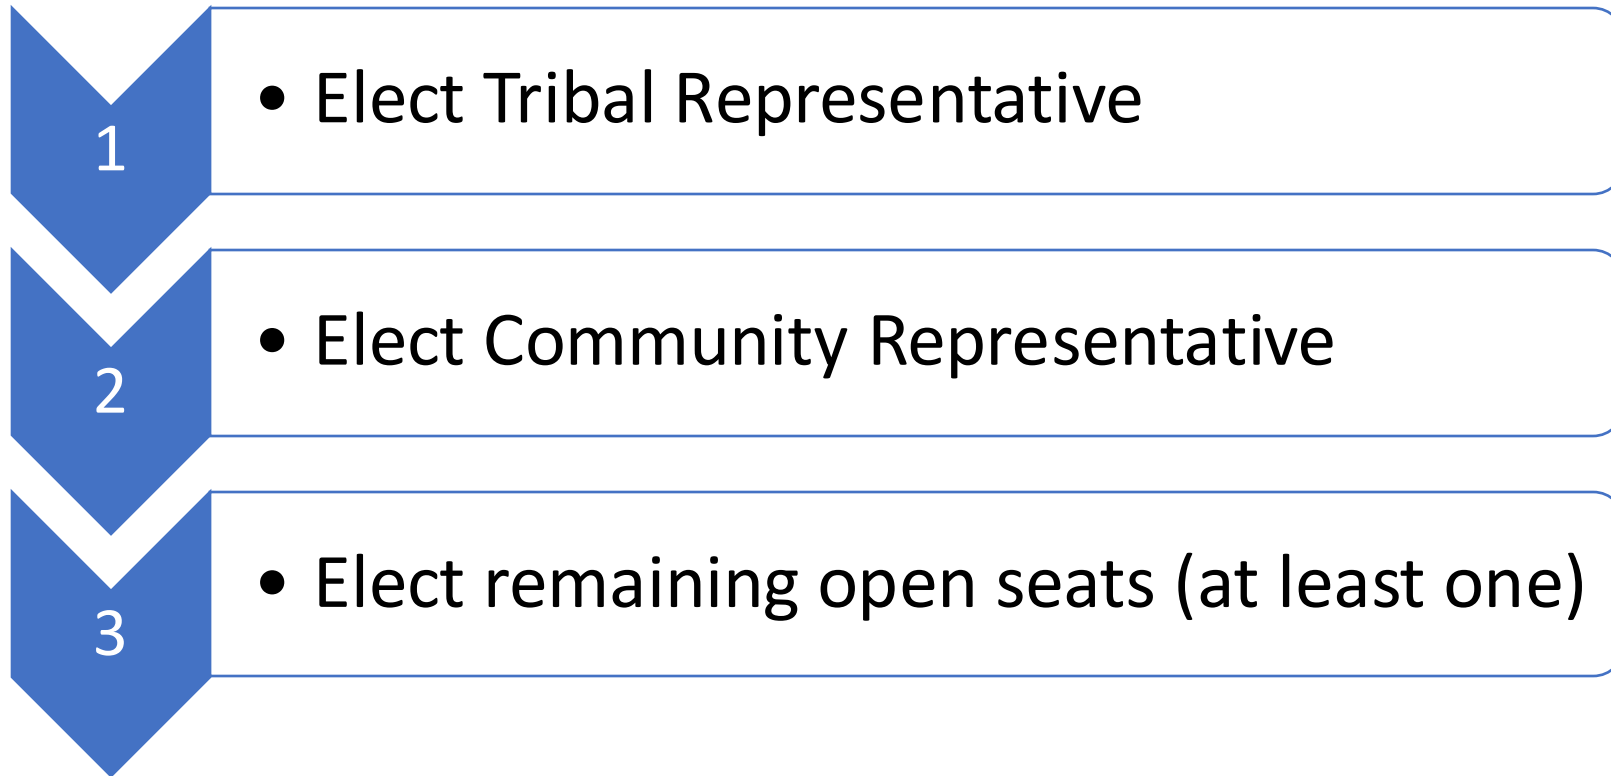 1
• Elect Tribal Representative
2
• Elect Community Representative
3
• Elect remaining open seats (at least one)